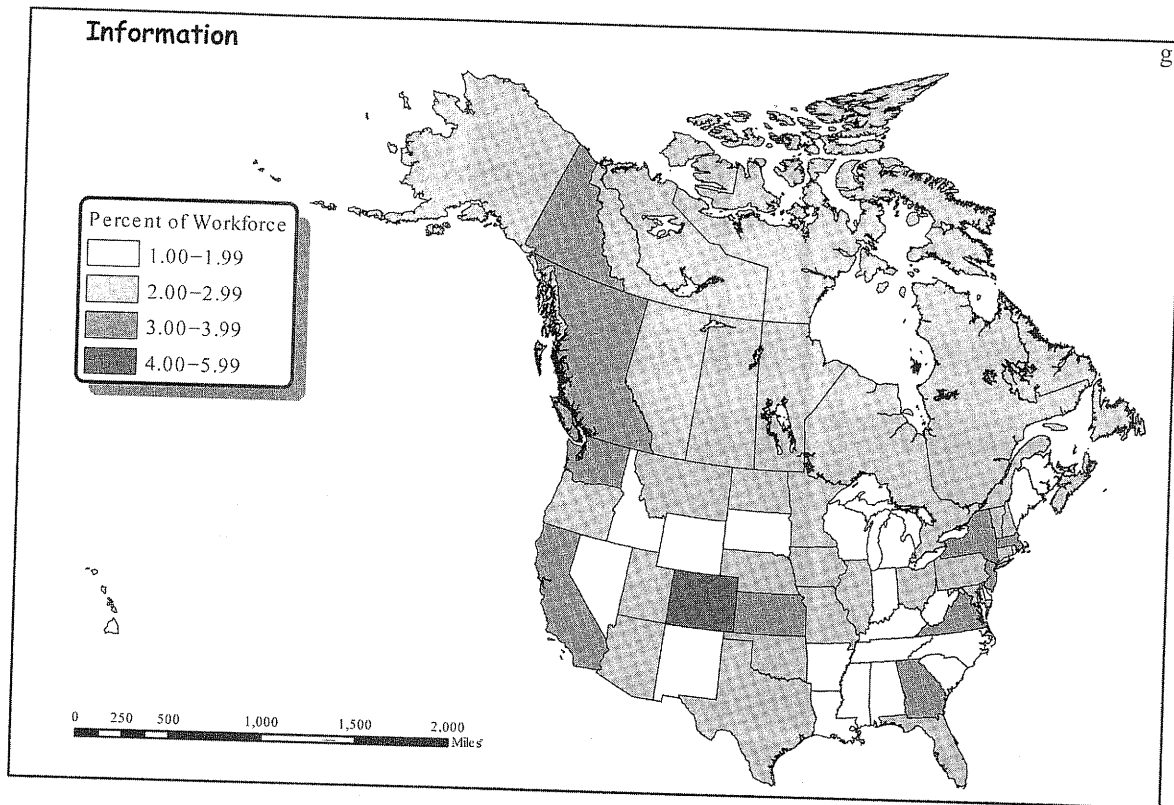 Information
g
Percent of Workforce
1.00–1.99
2.00–2.99
3.00–3.99
4.00–5.99
0 250 500 1,000 1,500 2,000
Miles